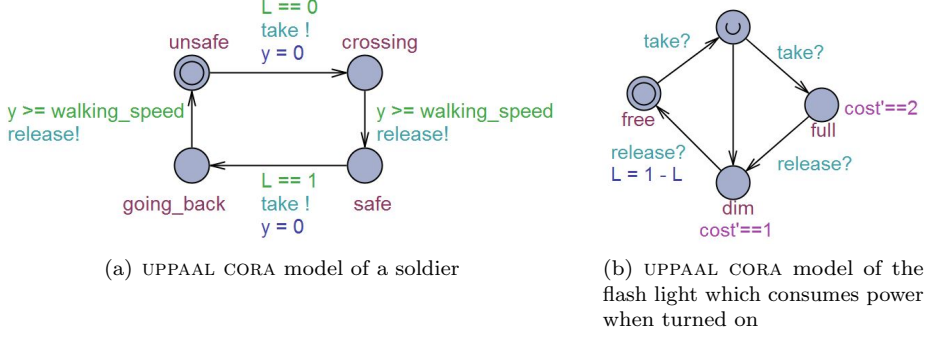 L == 0
take !
y = 0
unsafe
crossing
y >= walking_speed
release!
y >= walking_speed
release!
going_back
L == 1
take !
y = 0
safe
(a) UPPAAL CORA model of a soldier
take?
take?
free
full
cost'==2
release?
L = 1 - L
release?
dim
cost'==1
(b) UPPAAL CORA model of the
flash light which consumes power
when turned on